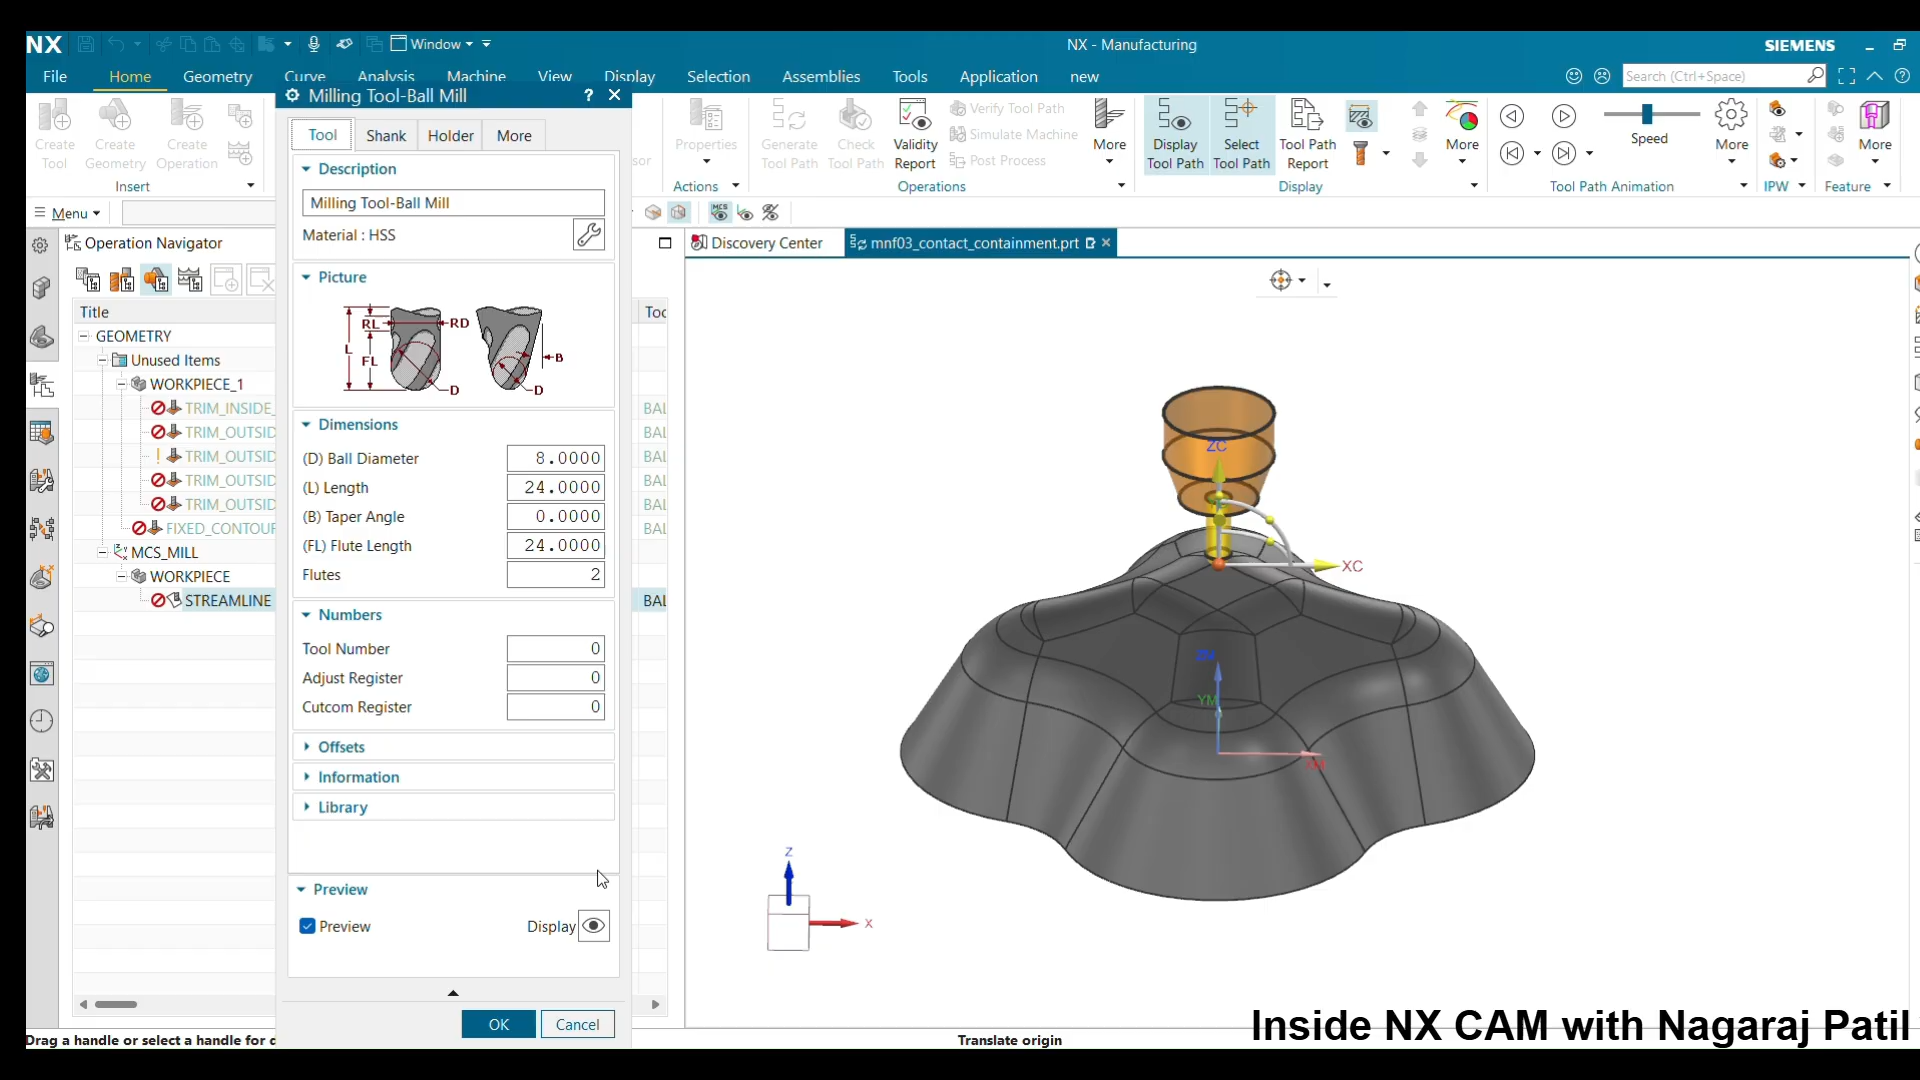 NX Window NX - Manufacturing SIEMENS
File Home Geometry Curve Analysis Machine View Display Selection Assemblies Tools Application new Search (Ctrl+Space)
Milling Tool-Ball Mill ?
Create Tool
Create Geometry
Create Operation
Insert
Properties
Actions
Generate Tool Path
Check Tool Path
Validity Report
Verify Tool Path
Simulate Machine
Post Process
More
Operations
Display Tool Path
Select Tool Path
Tool Path Report
More
Display
Speed
More
Tool Path Animation
IPW
More
Feature
Menu
MCS
Operation Navigator
Discovery Center mnf03_contact_containment.prt
Title
GEOMETRY
Unused Items
WORKPIECE_1
TRIM_INSIDE_ BAL
TRIM_OUTSID BAL
TRIM_OUTSID BAL
TRIM_OUTSID BAL
TRIM_OUTSID BAL
FIXED_CONTOUR BAL
MCS_MILL
WORKPIECE
STREAMLINE BAL
Too
Tool Shank Holder More
Description
Milling Tool-Ball Mill
Material : HSS
Picture
RL RD
L
FL B
D D
Dimensions
(D) Ball Diameter 8.0000
(L) Length 24.0000
(B) Taper Angle 0.0000
(FL) Flute Length 24.0000
Flutes 2
Numbers
Tool Number 0
Adjust Register 0
Cutcom Register 0
Offsets
Information
Library
Preview
Preview Display
OK Cancel
ZC
XC
ZM
YM
XM
Z
X
Drag a handle or select a handle for d
Translate origin
Inside NX CAM with Nagaraj Patil